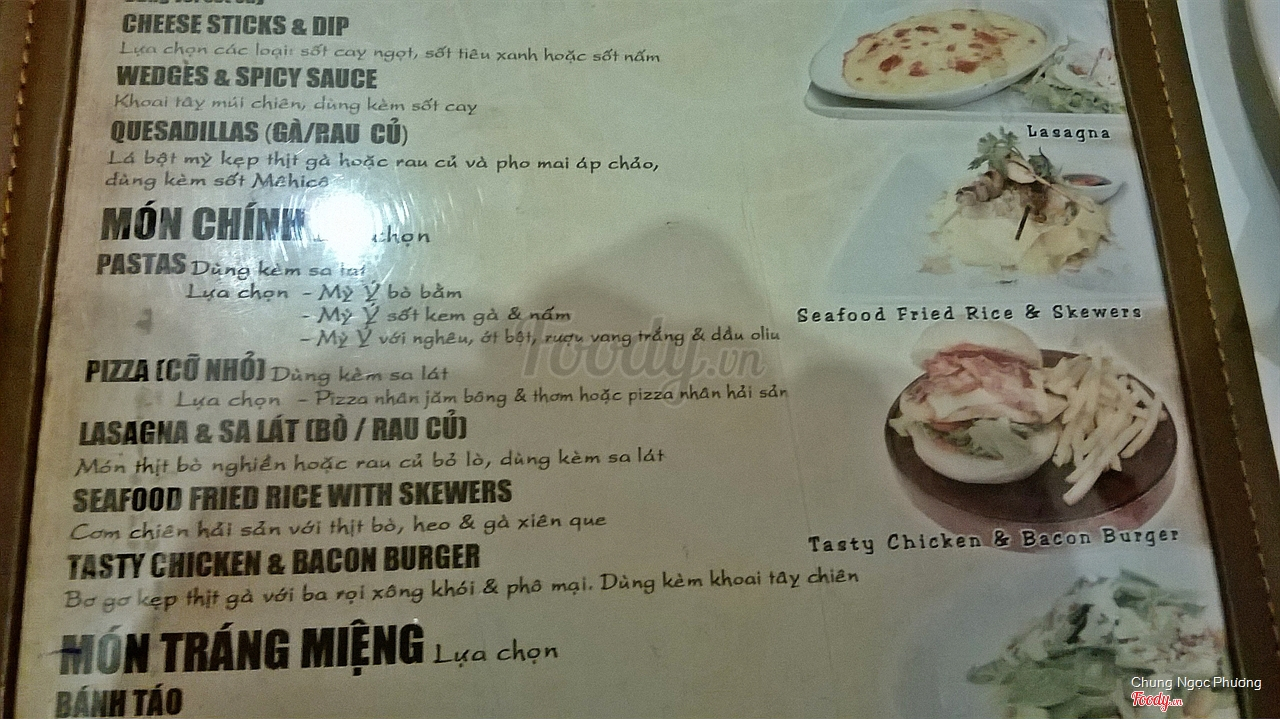 CHEESE STICKS & DIP
Lựa chọn các loại: sốt cay ngọt, sốt tiêu xanh hoặc sốt nấm
WEDGES & SPICY SAUCE
Khoai tây múi chiên, dùng kèm sốt cay
QUESADILLAS (GÀ/RAU CỦ)
Lá bột mỳ kẹp thịt gà hoặc rau củ và pho mai áp chảo,
dùng kèm sốt Mêhicô
Lasagna
MÓN CHÍNH chọn
PASTAS Dùng kèm sa lát
Lựa chọn - Mỳ Ý bò bằm
- Mỳ Ý sốt kem gà & nấm
- Mỳ Ý với nghêu, ớt bột, rượu vang trắng & dầu oliu
Seafood Fried Rice & Skewers
Foody.vn
PIZZA (CỠ NHỎ) Dùng kèm sa lát
Lựa chọn - Pizza nhân jăm bông & thơm hoặc pizza nhân hải sản
LASAGNA & SA LÁT (BÒ / RAU CỦ)
Món thịt bò nghiền hoặc rau củ bỏ lò, dùng kèm sa lát
SEAFOOD FRIED RICE WITH SKEWERS
Cơm chiên hải sản với thịt bò, heo & gà xiên que
TASTY CHICKEN & BACON BURGER
Bơ gơ kẹp thịt gà với ba rọi xông khói & phô mại. Dùng kèm khoai tây chiên
Tasty Chicken & Bacon Burger
MÓN TRÁNG MIỆNG Lựa chọn
BÁNH TÁO
Chung Ngọc Phương
Foody.vn